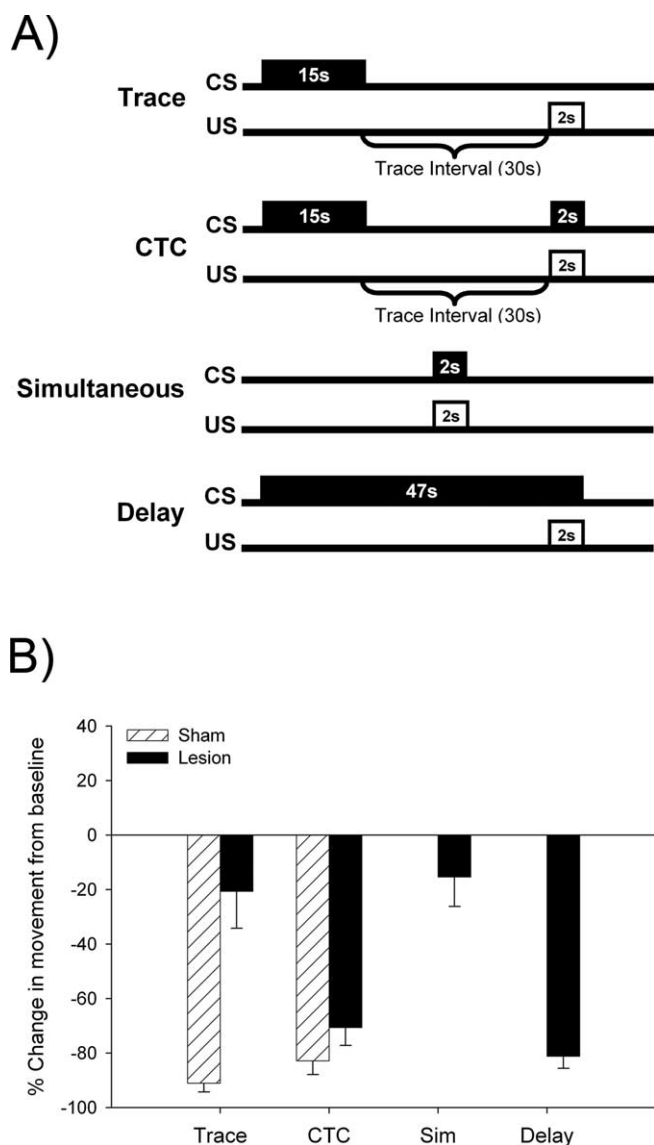 A)
Trace
CS 15s
US 2s
Trace Interval (30s)
CTC
CS 15s 2s
US 2s
Trace Interval (30s)
Simultaneous
CS 2s
US 2s
Delay
CS 47s
US 2s
B)
% Change in movement from baseline
40
20
0
-20
-40
-60
-80
-100
Sham
Lesion
Trace CTC Sim Delay